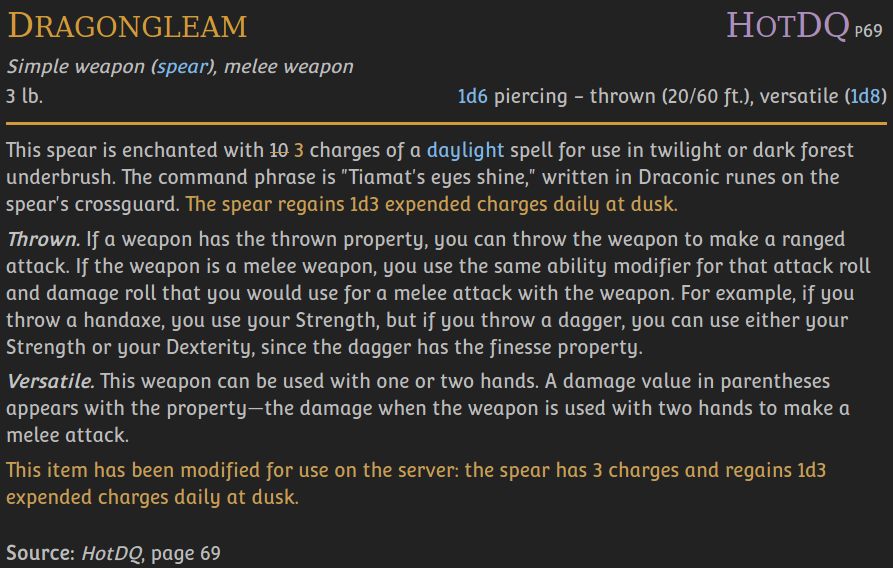 DRAGONGLEAM HOTDQ P69
Simple weapon (spear), melee weapon
3 lb. 1d6 piercing – thrown (20/60 ft.), versatile (1d8)
This spear is enchanted with 10 3 charges of a daylight spell for use in twilight or dark forest
underbrush. The command phrase is "Tiamat's eyes shine," written in Draconic runes on the
spear's crossguard. The spear regains 1d3 expended charges daily at dusk.
Thrown. If a weapon has the thrown property, you can throw the weapon to make a ranged
attack. If the weapon is a melee weapon, you use the same ability modifier for that attack roll
and damage roll that you would use for a melee attack with the weapon. For example, if you
throw a handaxe, you use your Strength, but if you throw a dagger, you can use either your
Strength or your Dexterity, since the dagger has the finesse property.
Versatile. This weapon can be used with one or two hands. A damage value in parentheses
appears with the property—the damage when the weapon is used with two hands to make a
melee attack.
This item has been modified for use on the server: the spear has 3 charges and regains 1d3
expended charges daily at dusk.
Source: HotDQ, page 69